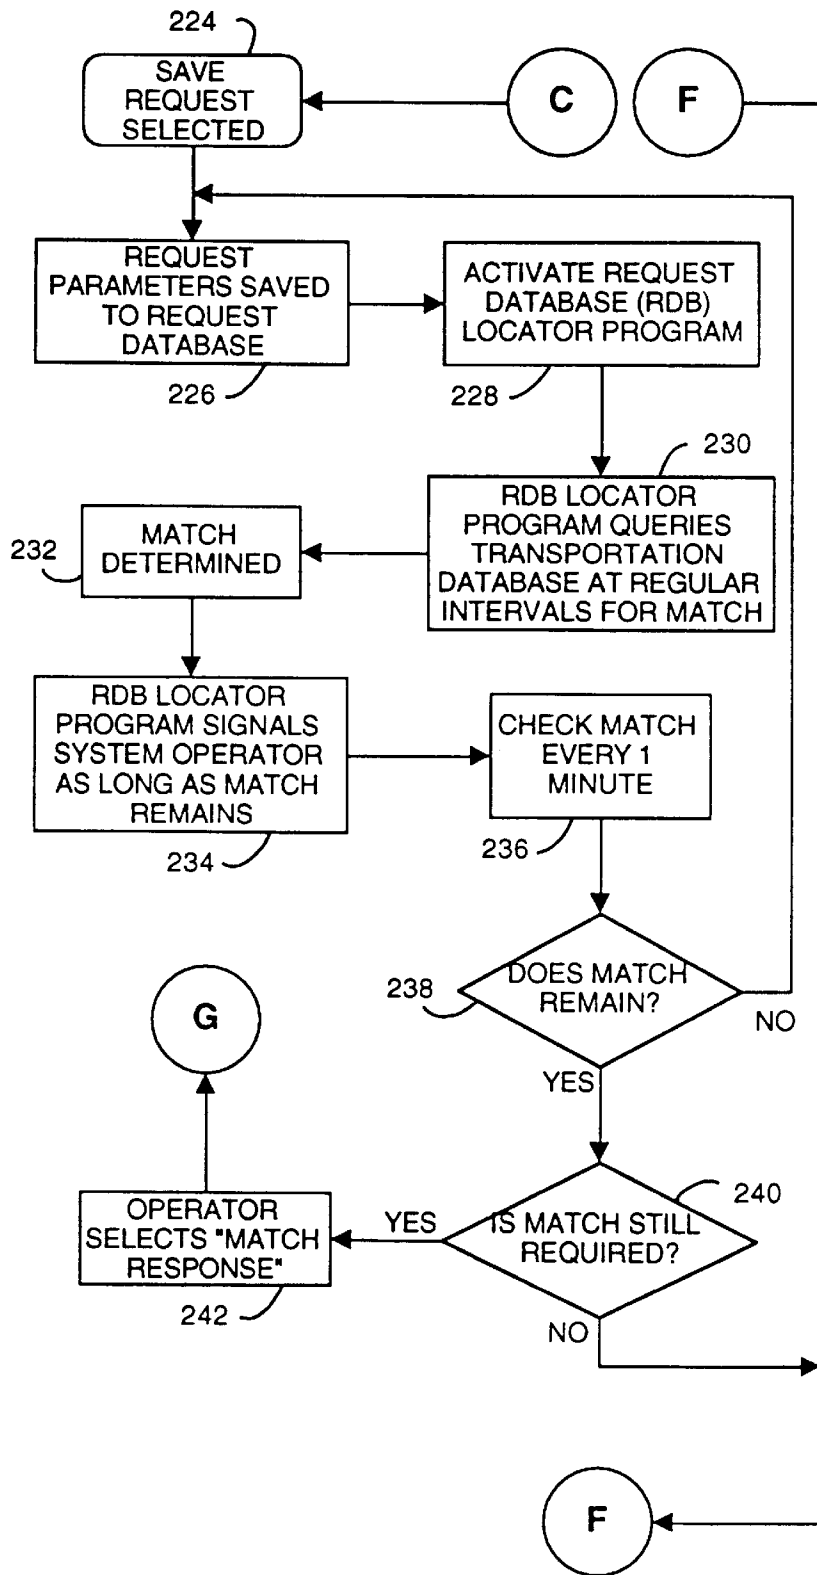 224
SAVE
REQUEST
SELECTED
C
F
REQUEST
PARAMETERS SAVED
TO REQUEST
DATABASE
226
ACTIVATE REQUEST
DATABASE (RDB)
LOCATOR PROGRAM
228
230
RDB LOCATOR
PROGRAM QUERIES
TRANSPORTATION
DATABASE AT REGULAR
INTERVALS FOR MATCH
232
MATCH
DETERMINED
RDB LOCATOR
PROGRAM SIGNALS
SYSTEM OPERATOR
AS LONG AS MATCH
REMAINS
234
CHECK MATCH
EVERY 1
MINUTE
236
DOES MATCH
REMAIN?
238
NO
YES
G
240
IS MATCH STILL
REQUIRED?
YES
NO
OPERATOR
SELECTS "MATCH
RESPONSE"
242
F